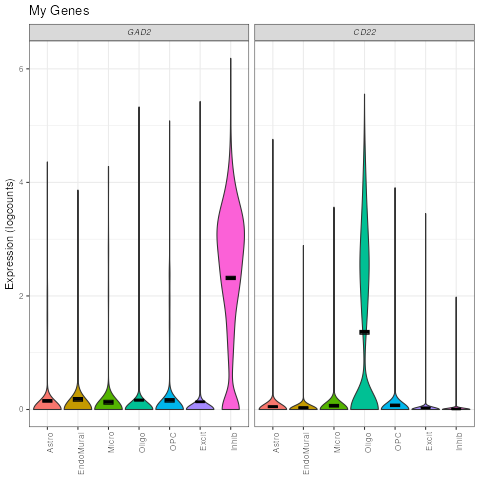 My Genes
GAD2
CD22
Expression (logcounts)
6
4
2
0
Astro
EndoMural
Micro
Oligo
OPC
Excit
Inhib
Astro
EndoMural
Micro
Oligo
OPC
Excit
Inhib